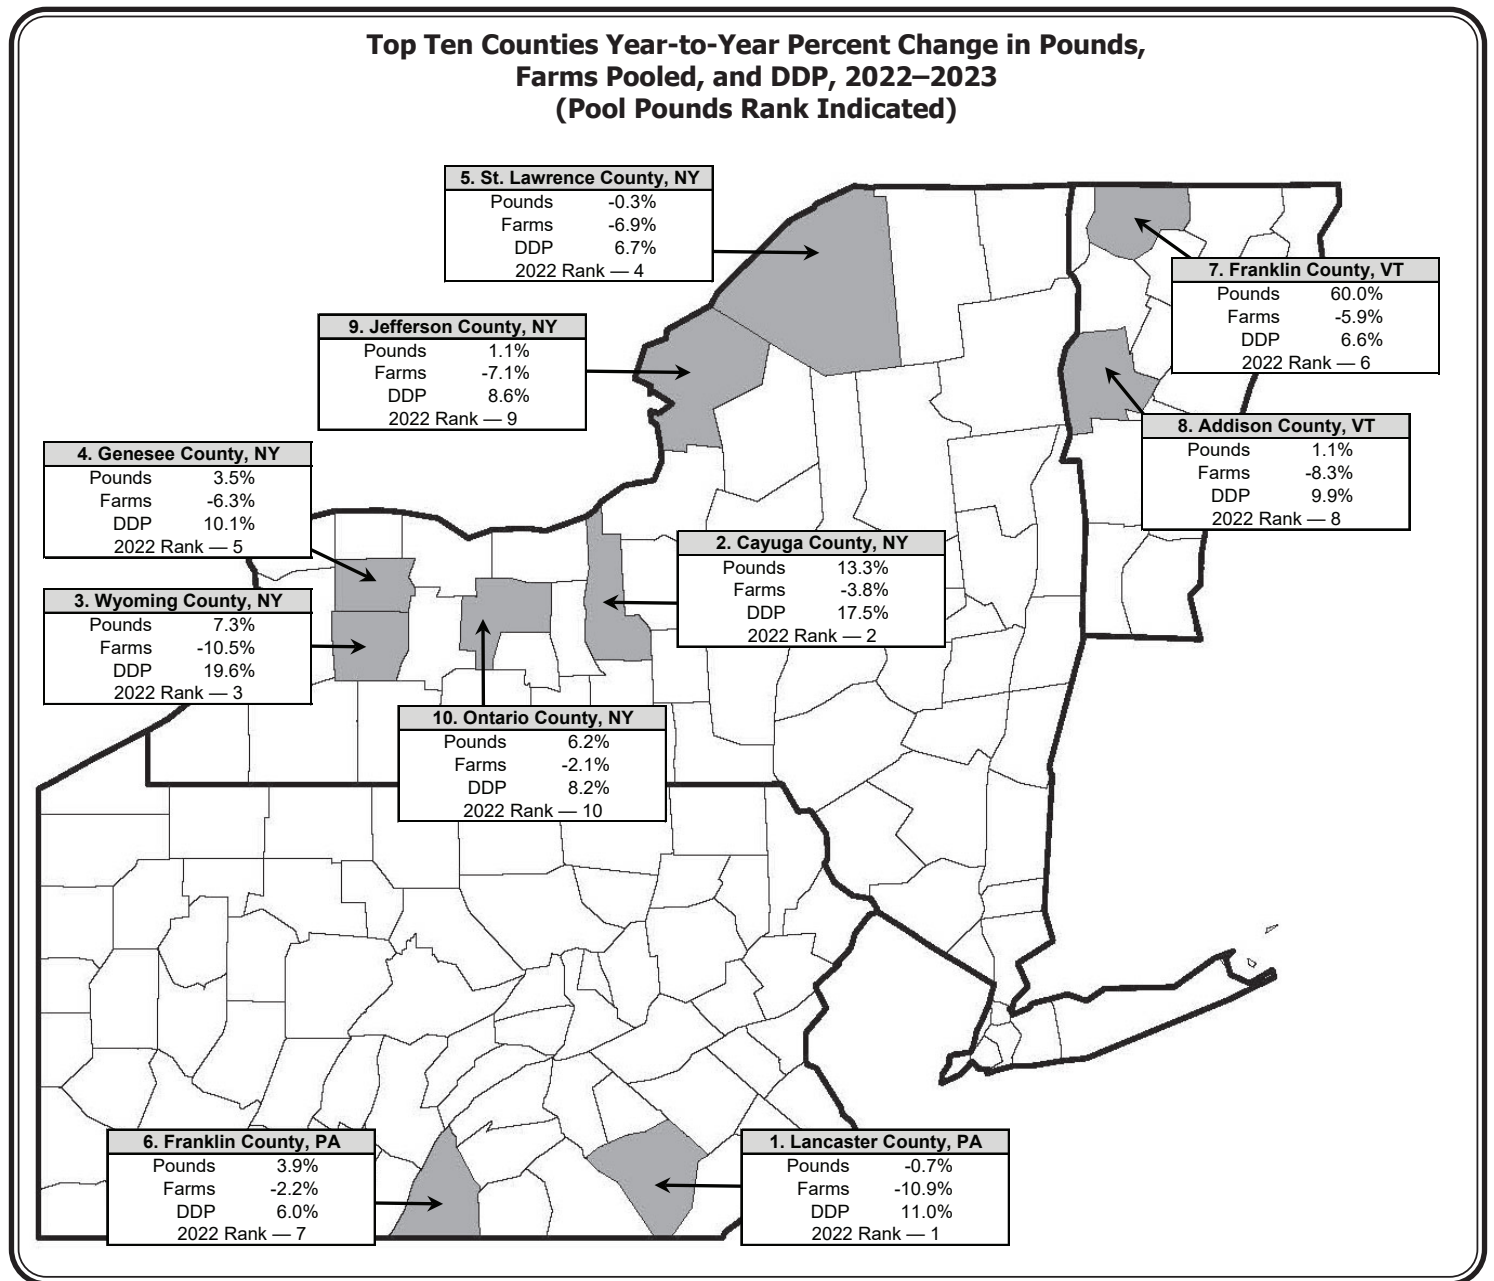 Top Ten Counties Year-to-Year Percent Change in Pounds,
Farms Pooled, and DDP, 2022–2023
(Pool Pounds Rank Indicated)
5. St. Lawrence County, NY
Pounds -0.3%
Farms -6.9%
DDP 6.7%
2022 Rank — 4
7. Franklin County, VT
Pounds 60.0%
Farms -5.9%
DDP 6.6%
2022 Rank — 6
9. Jefferson County, NY
Pounds 1.1%
Farms -7.1%
DDP 8.6%
2022 Rank — 9
8. Addison County, VT
Pounds 1.1%
Farms -8.3%
DDP 9.9%
2022 Rank — 8
4. Genesee County, NY
Pounds 3.5%
Farms -6.3%
DDP 10.1%
2022 Rank — 5
2. Cayuga County, NY
Pounds 13.3%
Farms -3.8%
DDP 17.5%
2022 Rank — 2
3. Wyoming County, NY
Pounds 7.3%
Farms -10.5%
DDP 19.6%
2022 Rank — 3
10. Ontario County, NY
Pounds 6.2%
Farms -2.1%
DDP 8.2%
2022 Rank — 10
6. Franklin County, PA
Pounds 3.9%
Farms -2.2%
DDP 6.0%
2022 Rank — 7
1. Lancaster County, PA
Pounds -0.7%
Farms -10.9%
DDP 11.0%
2022 Rank — 1